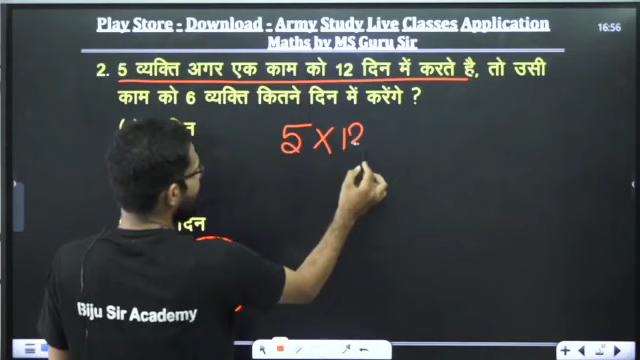 Play Store - Download - Army Study Live Classes Application
Maths by MS Guru Sir
16:56
2. 5 व्यक्ति अगर एक काम को 12 दिन में करते है, तो उसी
काम को 6 व्यक्ति कितने दिन में करेंगे ?
5 × 12
दिन
Biju Sir Academy